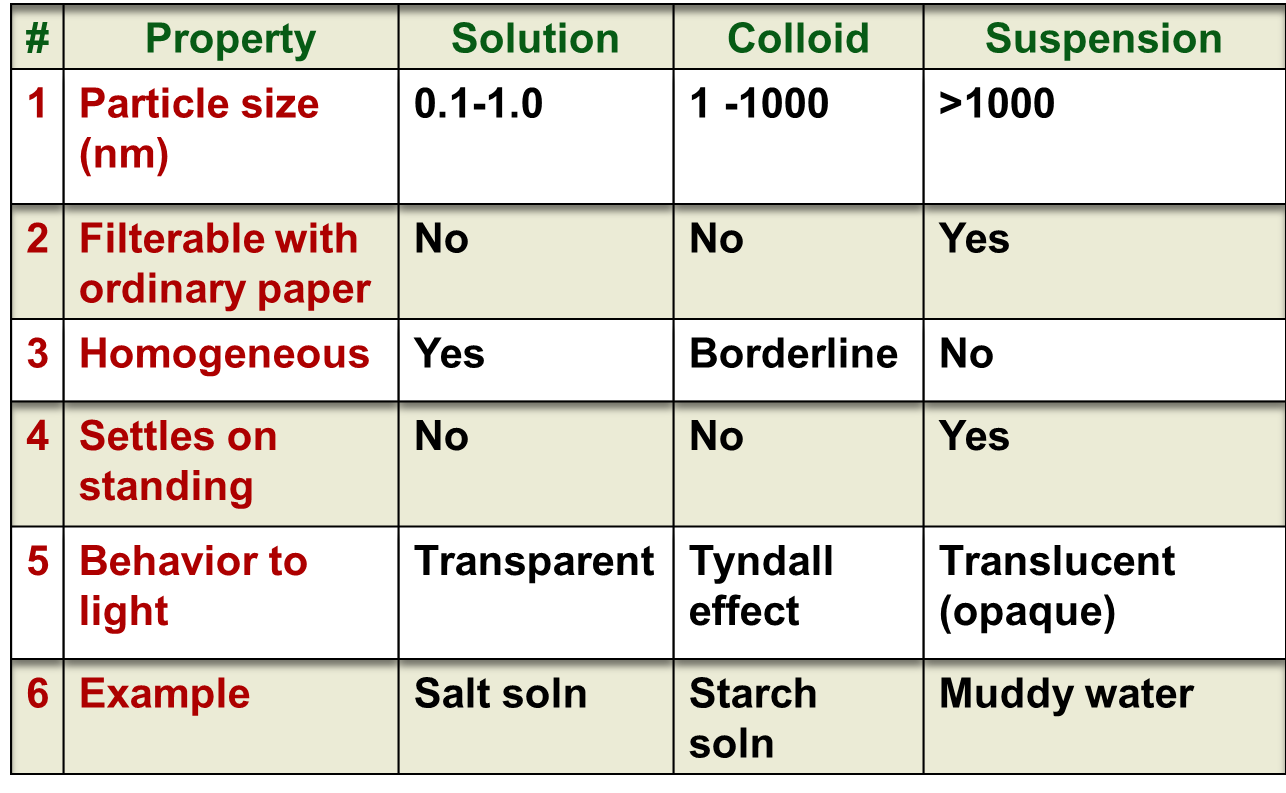 # Property Solution Colloid Suspension
1 Particle size 0.1-1.0 1 -1000 >1000
(nm)
2 Filterable with No No Yes
ordinary paper
3 Homogeneous Yes Borderline No
4 Settles on No No Yes
standing
5 Behavior to Transparent Tyndall Translucent
light effect (opaque)
6 Example Salt soln Starch Muddy water
soln